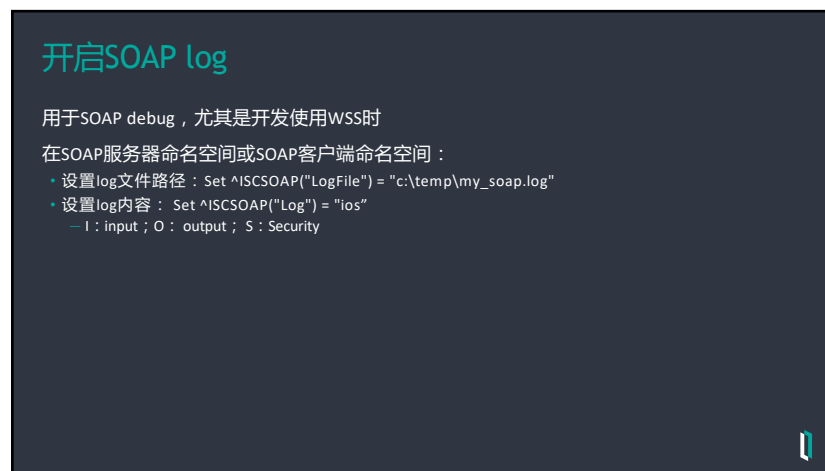 开启SOAP log
用于SOAP debug，尤其是开发使用WSS时
在SOAP服务器命名空间或SOAP客户端命名空间：
• 设置log文件路径：Set ^ISCSOAP("LogFile") = "c:\temp\my_soap.log"
• 设置log内容： Set ^ISCSOAP("Log") = "ios”
– I：input；O： output； S：Security